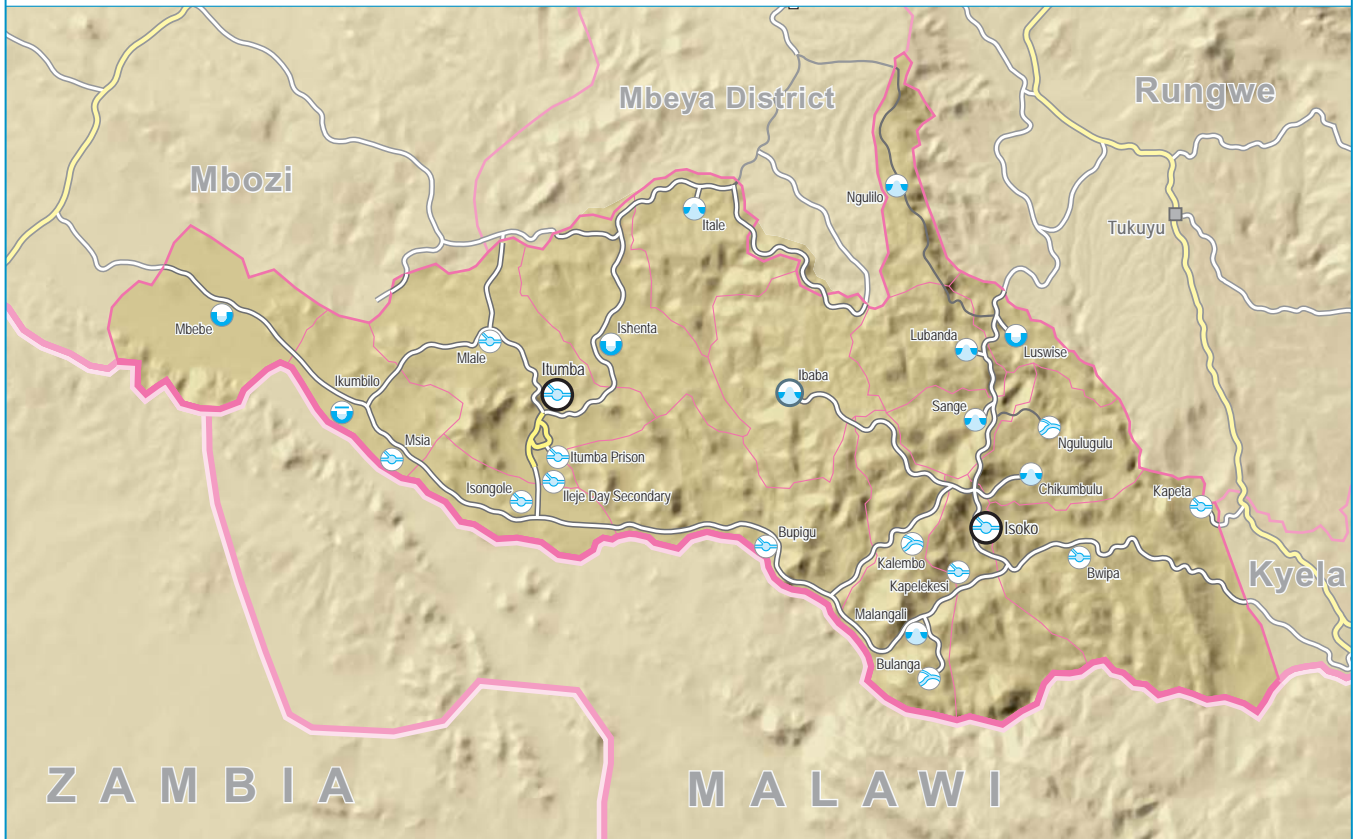 Mbeya District
Rungwe
Mbozi
Ngulilo
Itale
Tukuyu
Mbebe
Ishenta
Mlale
Lubanda
Luswise
Itumba
Ibaba
Ikumbilo
Sange
Msia
Ngulugulu
Itumba Prison
Isongole
Ileje Day Secondary
Chikumbulu
Kapeta
Isoko
Bupigu
Kalembo
Bwipa
Kyela
Kapelekesi
Malangali
Bulanga
ZAMBIA
MALAWI